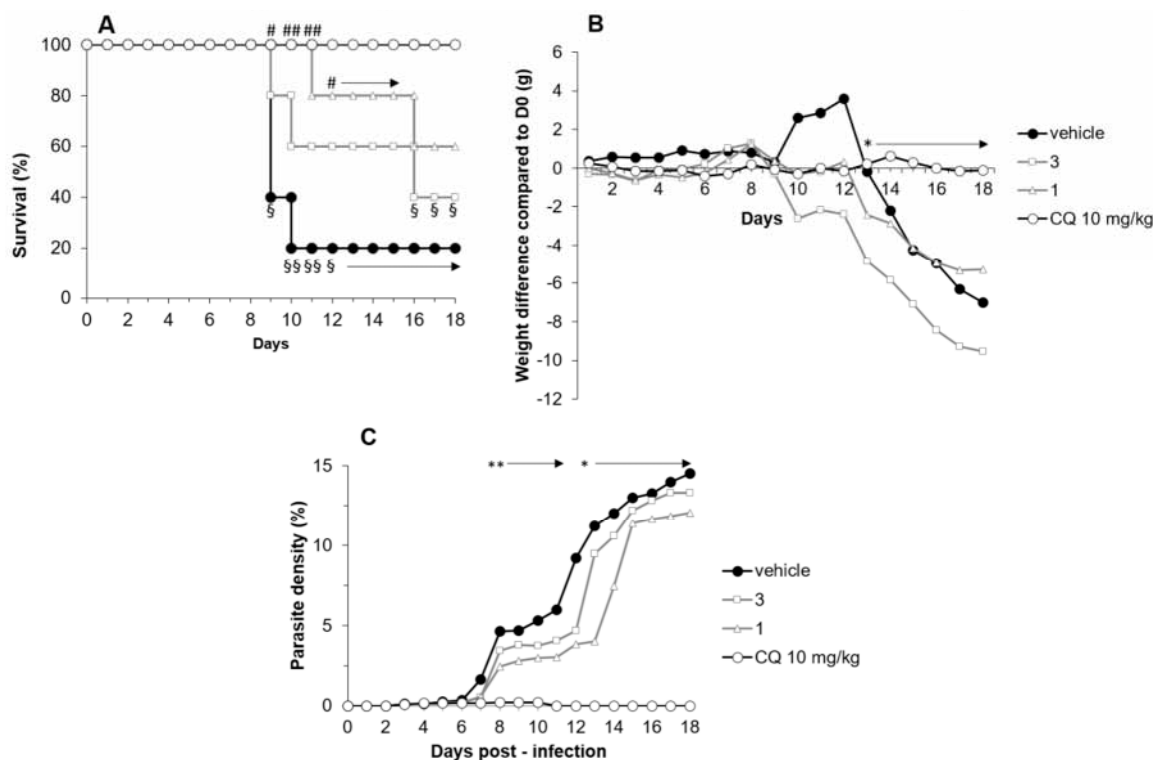 A
# ## ##
100
80
60
40
20
0
#
§
§ § §
§§ §§ §
0 2 4 6 8 10 12 14 16 18
Survival (%)
Days
B
6
4
2
0
-2
-4
-6
-8
-10
-12
2 4 6 8 10 12 14 16 18
*
Weight difference compared to D0 (g)
Days
vehicle
3
1
CQ 10 mg/kg
C
15
10
5
0
** *
0 2 4 6 8 10 12 14 16 18
Parasite density (%)
Days post - infection
vehicle
3
1
CQ 10 mg/kg